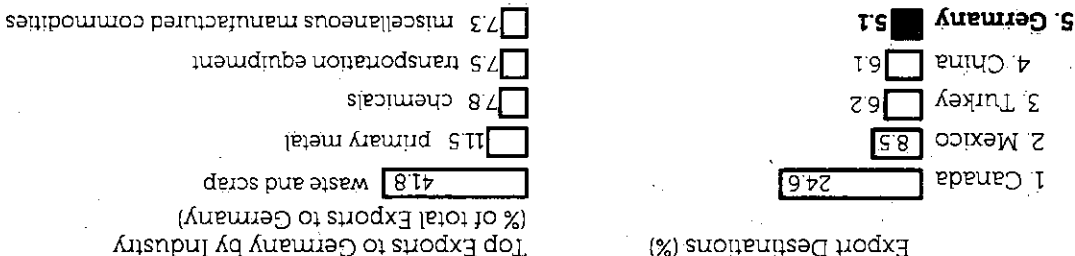 Export Destinations (%)
1. Canada 24.6
2. Mexico 8.5
3. Turkey 6.2
4. China 6.1
5. Germany 5.1
Top Exports to Germany by Industry
(% of total Exports to Germany)
41.8 waste and scrap
11.5 primary metal
7.8 chemicals
7.5 transportation equipment
7.3 miscellaneous manufactured commodities